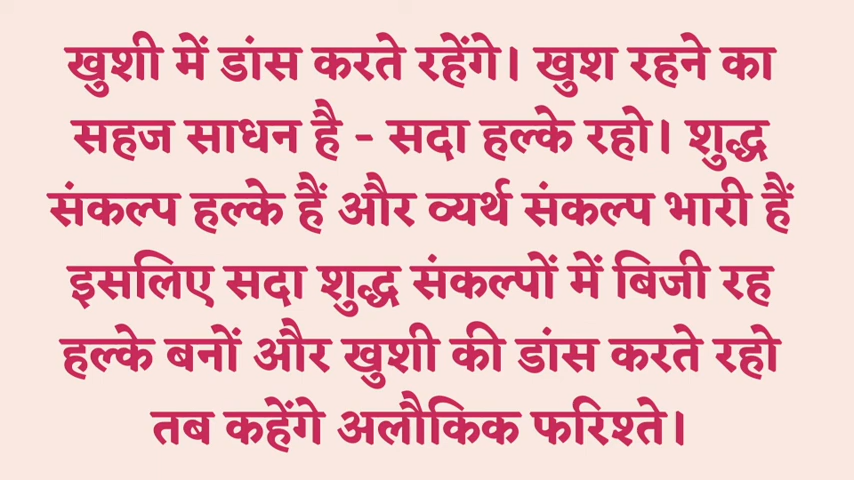 खुशी में डांस करते रहेंगे। खुश रहने का
सहज साधन है - सदा हल्के रहो। शुद्ध
संकल्प हल्के हैं और व्यर्थ संकल्प भारी हैं
इसलिए सदा शुद्ध संकल्पों में बिजी रह
हल्के बनों और खुशी की डांस करते रहो
तब कहेंगे अलौकिक फरिश्ते।